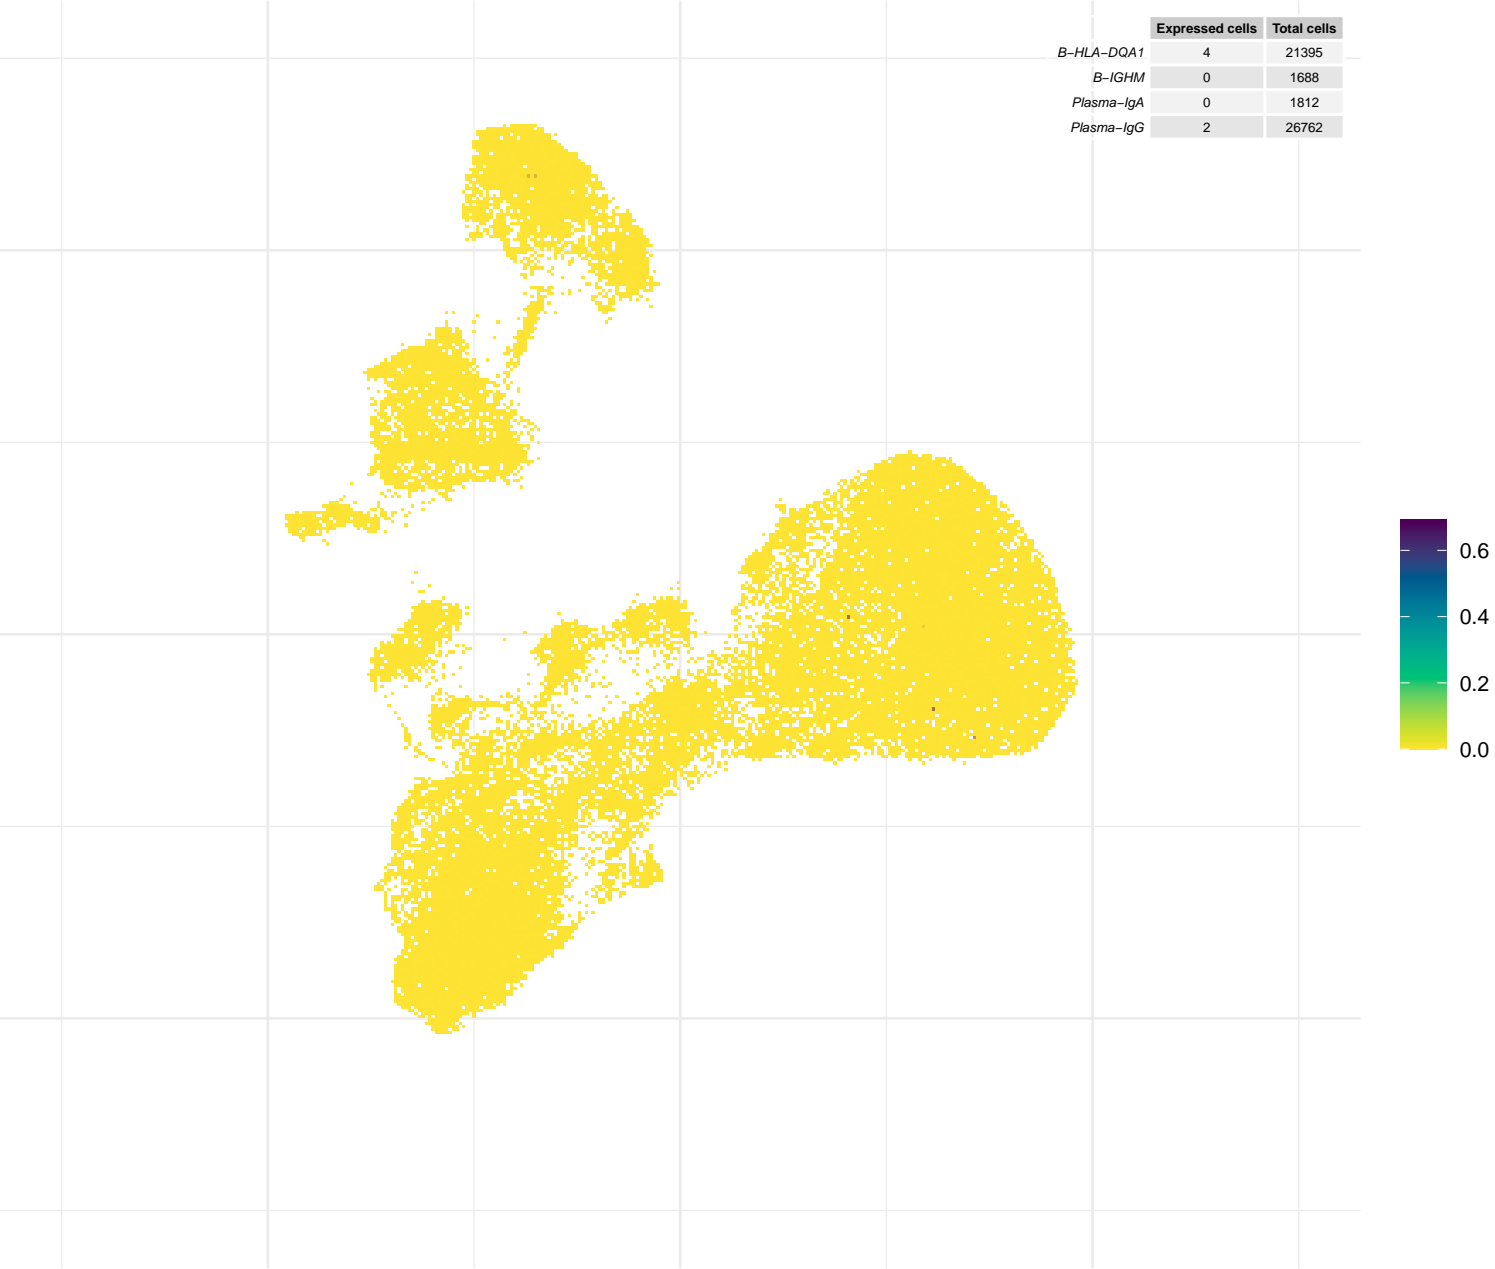 Expressed cells Total cells
B−HLA−DQA1 4 21395
B−IGHM 0 1688
Plasma−IgA 0 1812
Plasma−IgG 2 26762
0.6
0.4
0.2
0.0